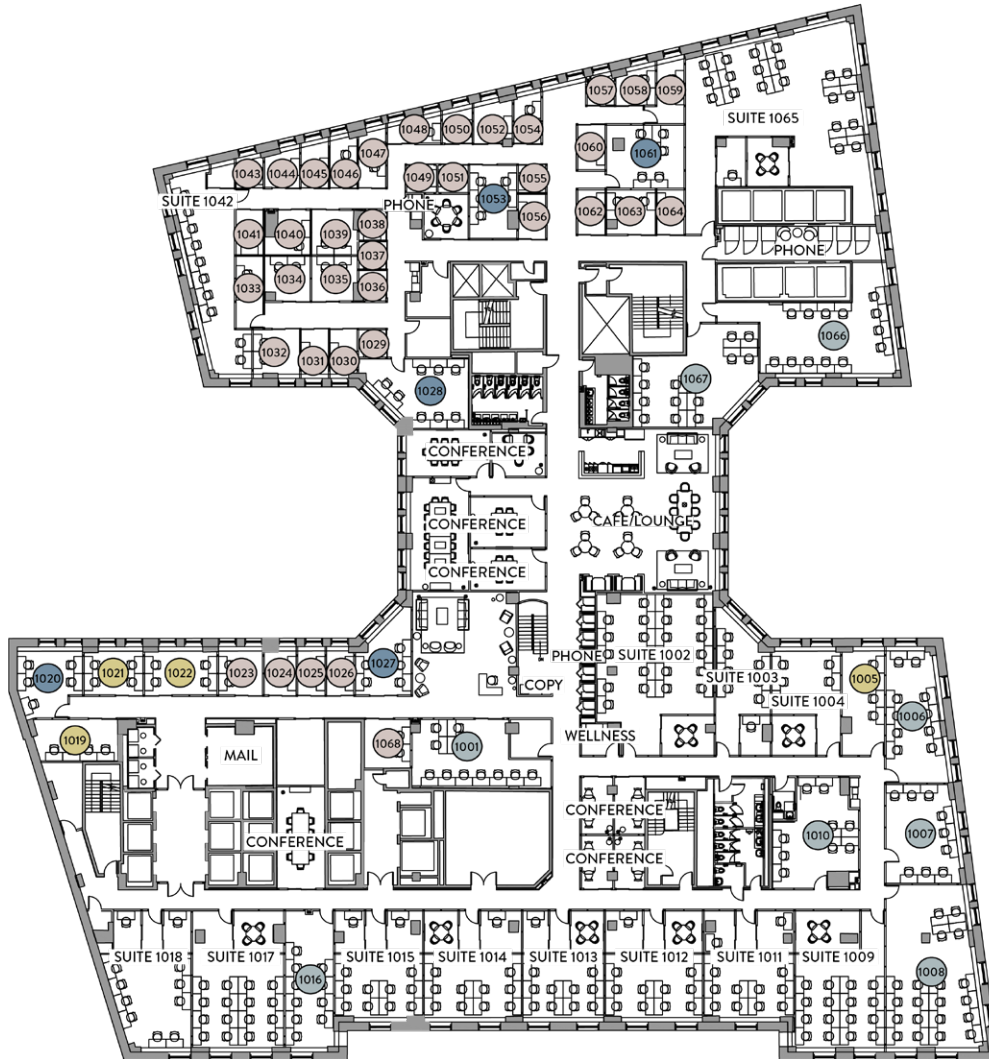 1057
1058
1059
SUITE 1065
1048
1050
1052
1054
1047
1060
1061
1043
1044
1045
1046
1049
1051
1053
1055
SUITE 1042
PHONE
1056
1062
1063
1064
1041
1040
1039
1038
1037
PHONE
1033
1034
1035
1036
1066
1032
1031
1030
1029
1028
1067
CONFERENCE
CONFERENCE
CAFE/LOUNGE
CONFERENCE
1020
1021
1022
1023
1024
1025
1026
1027
PHONE
SUITE 1002
COPY
SUITE 1003
SUITE 1004
1005
1006
1019
MAIL
1068
1001
WELLNESS
CONFERENCE
CONFERENCE
CONFERENCE
1010
1007
SUITE 1018
SUITE 1017
1016
SUITE 1015
SUITE 1014
SUITE 1013
SUITE 1012
SUITE 1011
SUITE 1009
1008